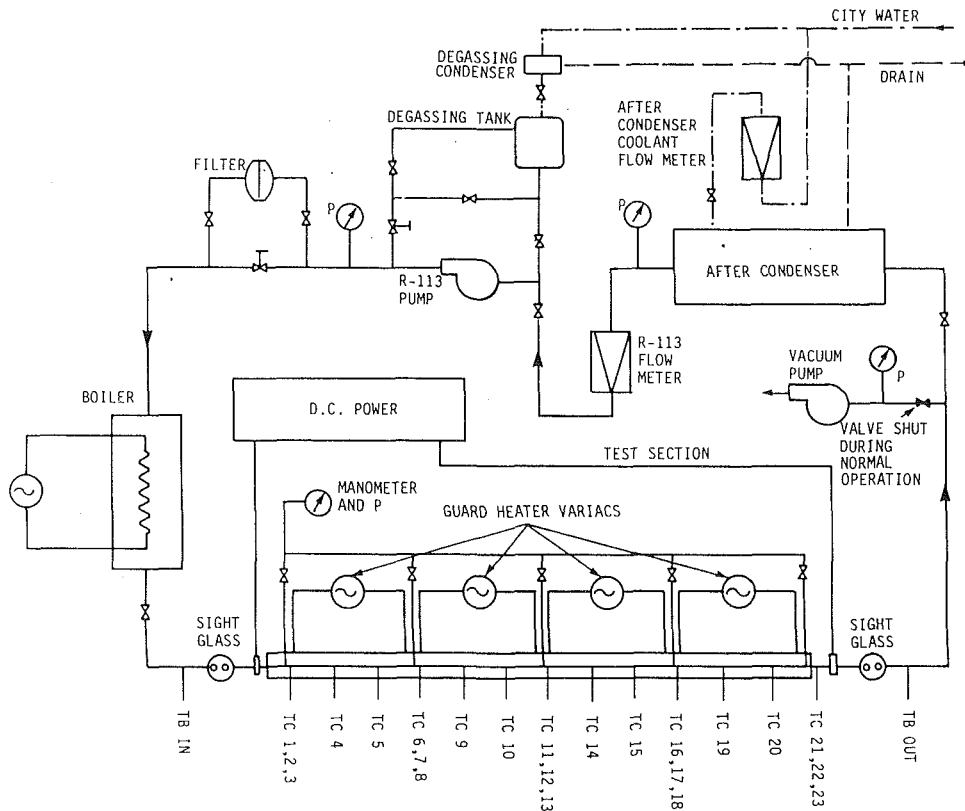 CITY WATER
DEGASSING
CONDENSER
DRAIN
AFTER
CONDENSER
COOLANT
FLOW METER
DEGASSING TANK
FILTER
P
P
R-113
PUMP
AFTER CONDENSER
R-113
FLOW
METER
VACUUM
PUMP
P
VALVE SHUT
DURING
NORMAL
OPERATION
BOILER
D.C. POWER
TEST SECTION
MANOMETER
AND P
GUARD HEATER VARIACS
SIGHT
GLASS
SIGHT
GLASS
TB IN
TC 1,2,3
TC 4
TC 5
TC 6,7,8
TC 9
TC 10
TC 11,12,13
TC 14
TC 15
TC 16,17,18
TC 19
TC 20
TC 21,22,23
TB OUT